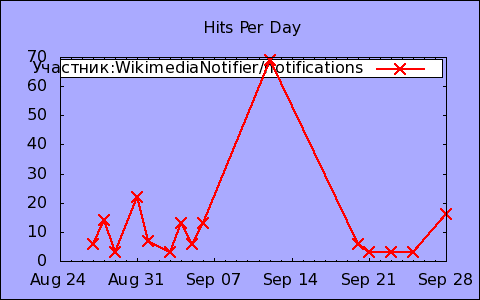 Hits Per Day
70
Участник:WikimediaNotifier/notifications
60
50
40
30
20
10
0
Aug 24 Aug 31 Sep 07 Sep 14 Sep 21 Sep 28